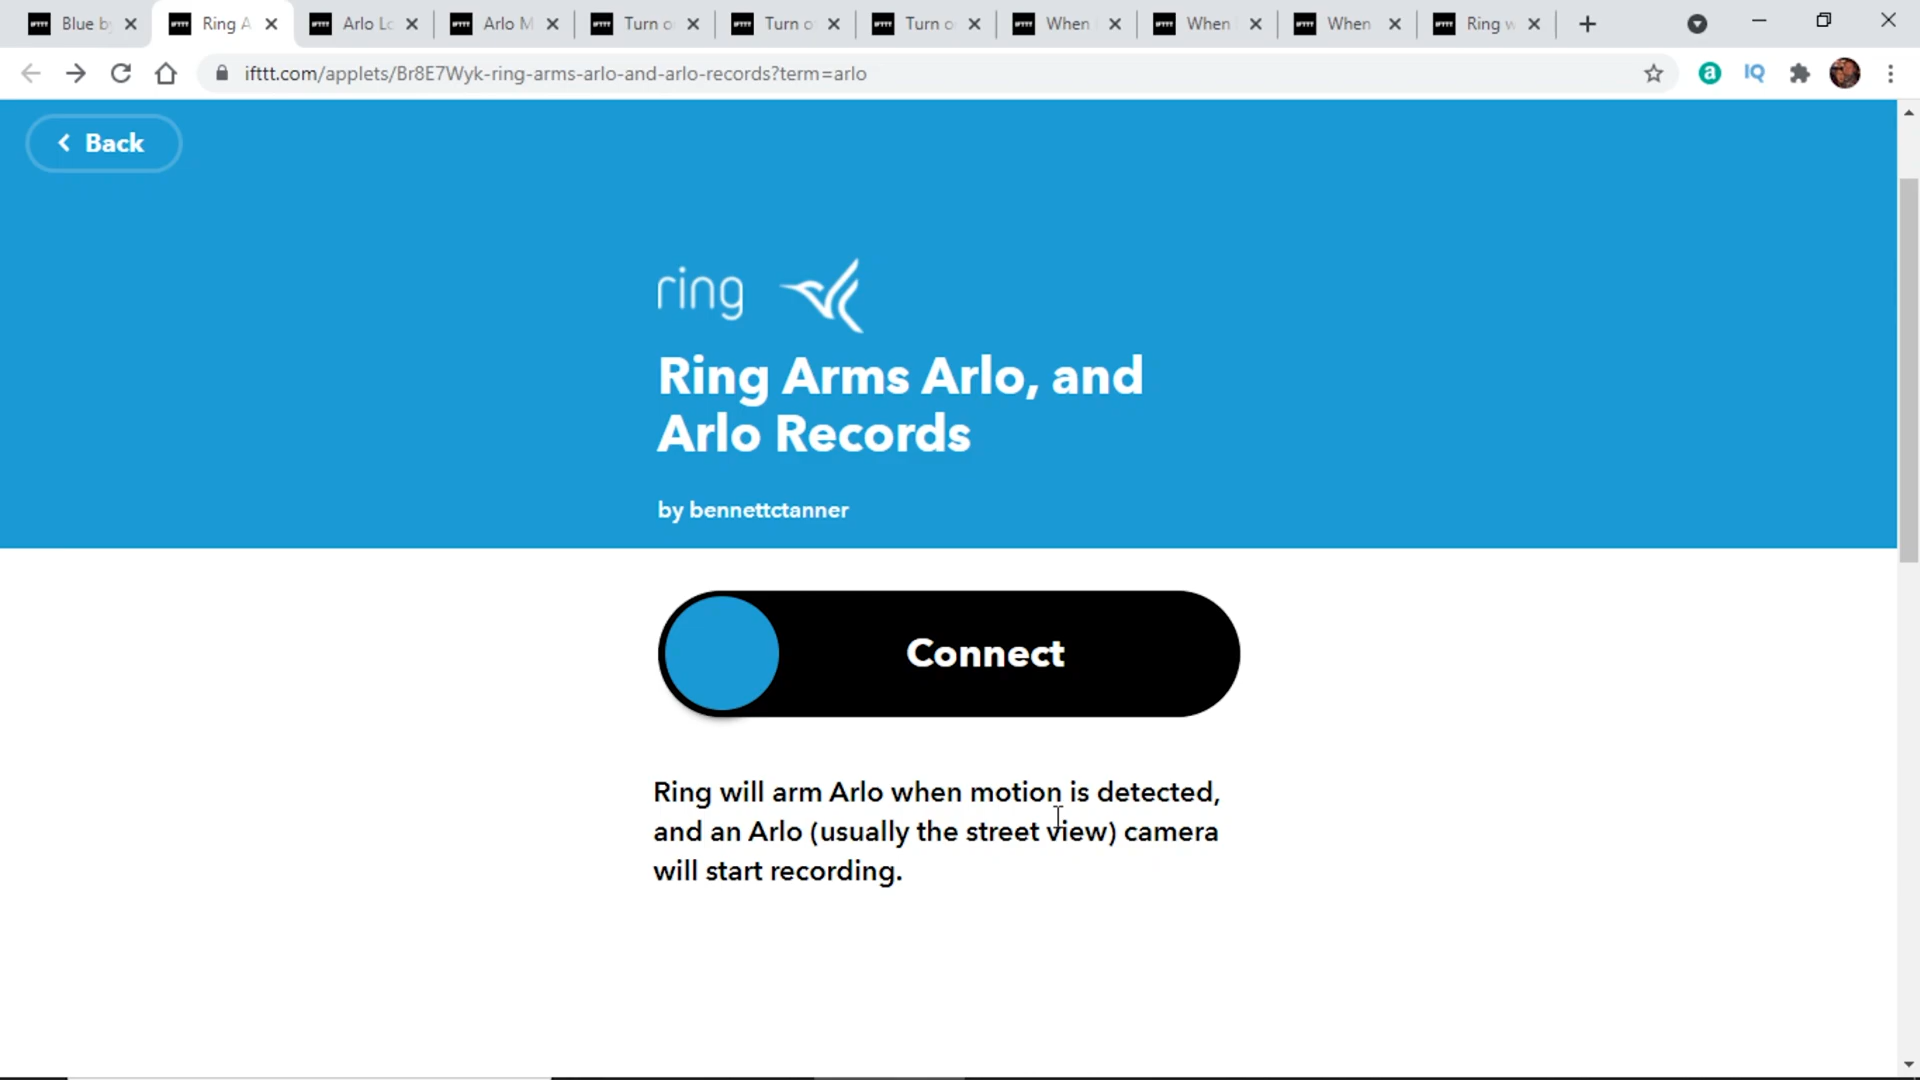 Blue b
Ring A
Arlo Lo
Arlo M
Turn o
Turn o
Turn o
When
When
When
Ring w
ifttt.com/applets/Br8E7Wyk-ring-arms-arlo-and-arlo-records?term=arlo
a
IQ
Back
ring
Ring Arms Arlo, and
Arlo Records
by bennettctanner
Connect
Ring will arm Arlo when motion is detected,
and an Arlo (usually the street view) camera
will start recording.